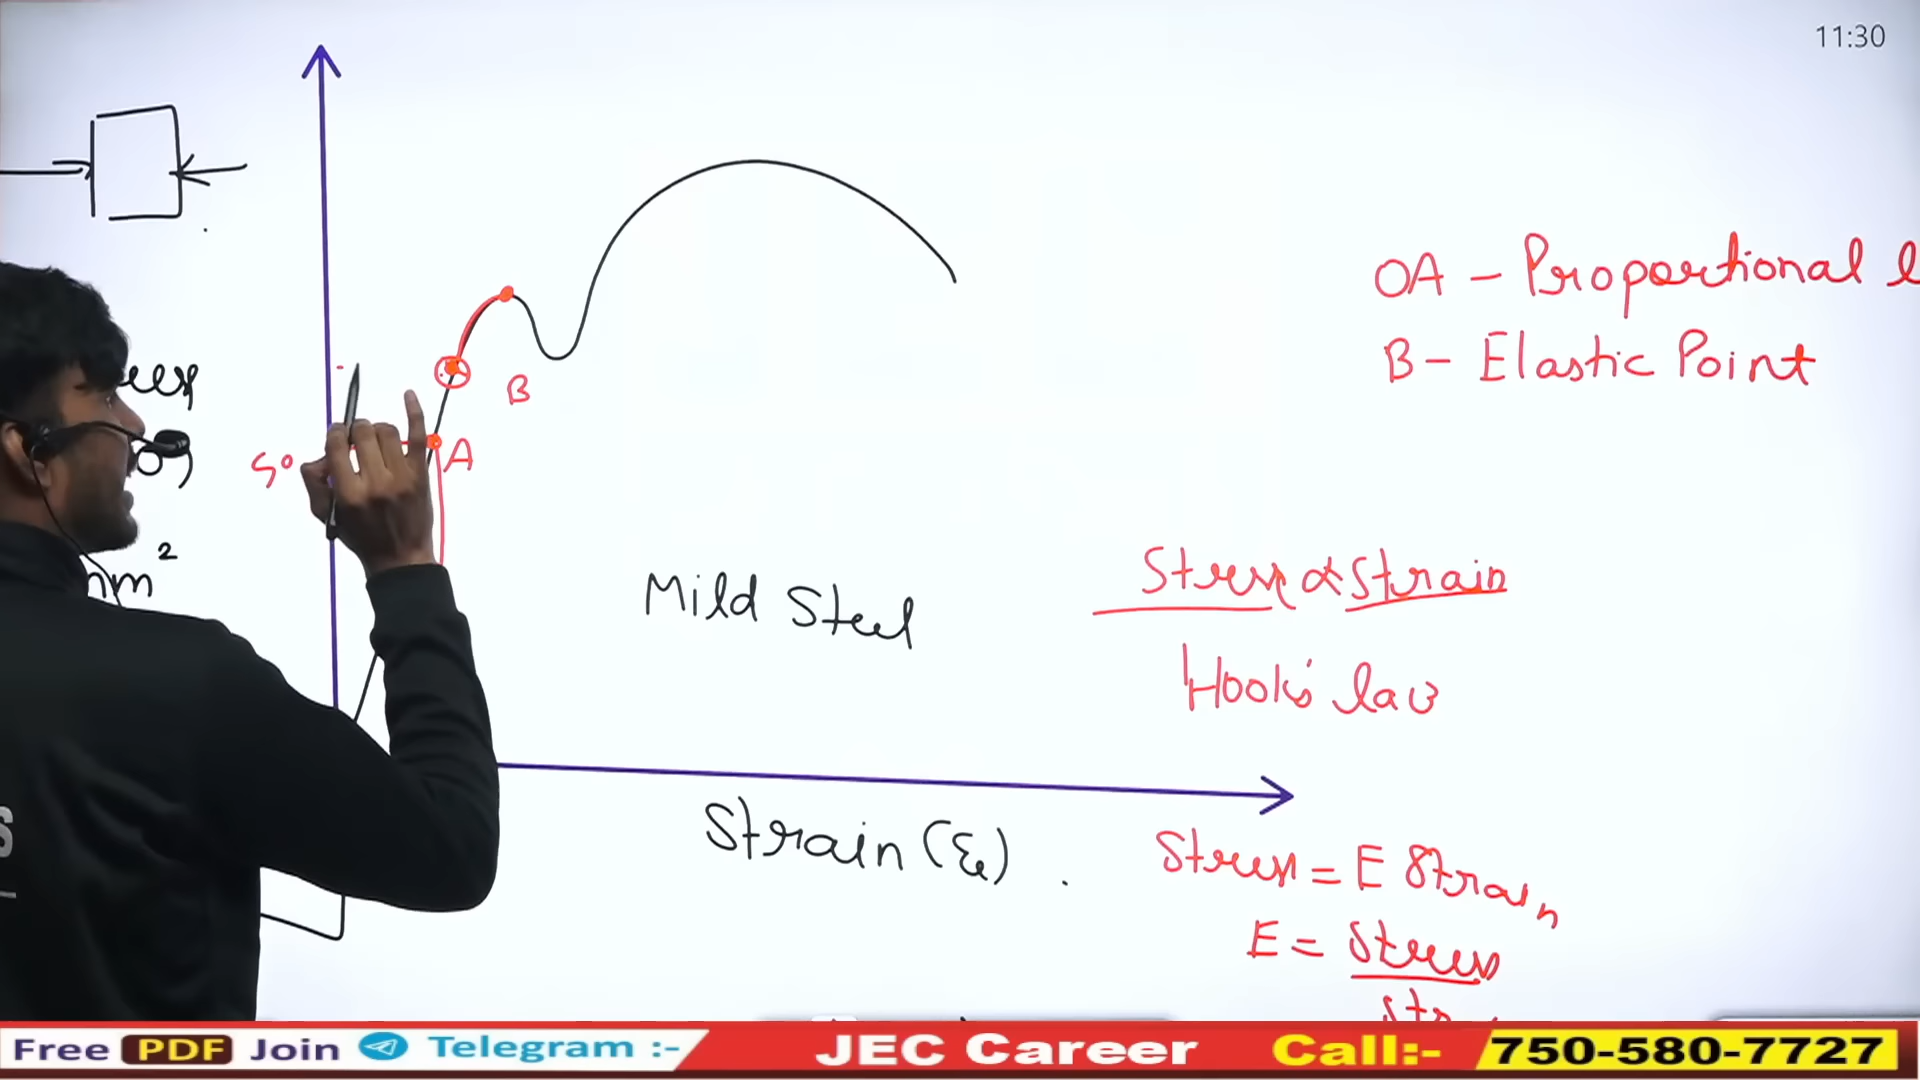 11:30
OA - Proportional
B - Elastic Point
B
A
50
mm²
Mild Steel
Stress ∝ Strain
Hook's law
Strain (ε)
Stress = E Strain
E = Stress
S
Free PDF Join Telegram :- JEC Career Call:- 750-580-7727